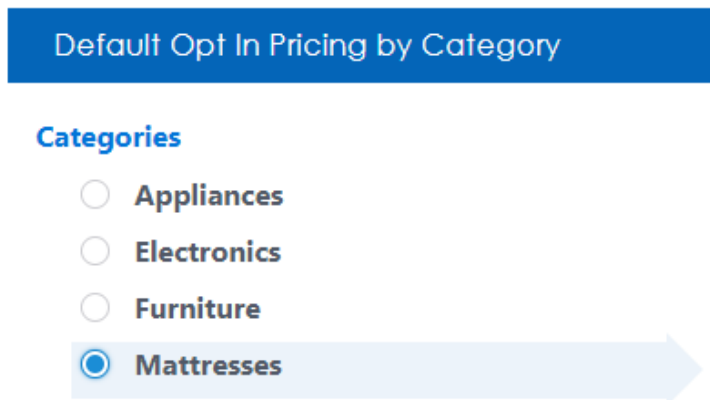 Default Opt In Pricing by Category
Categories
Appliances
Electronics
Furniture
Mattresses